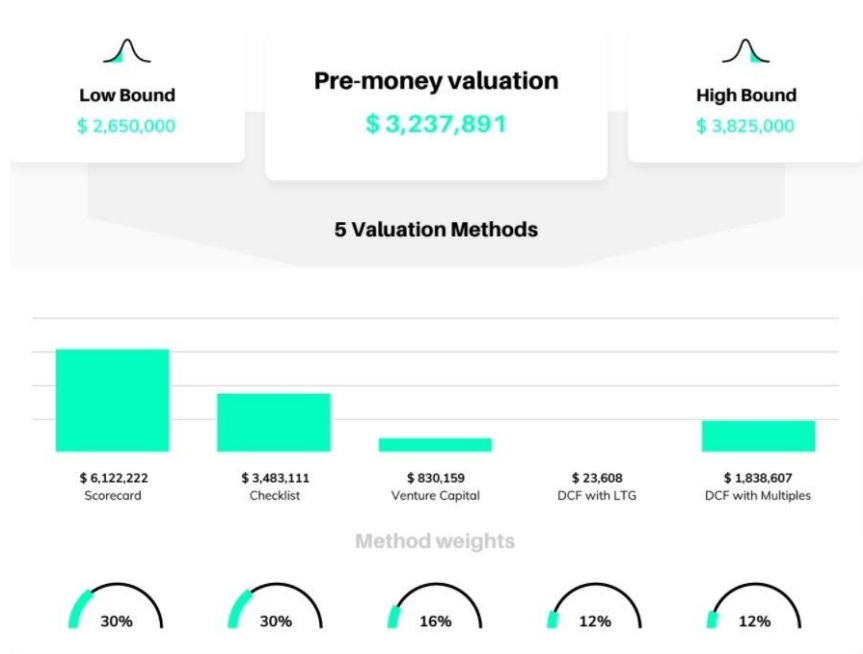 Low Bound
$ 2,650,000
Pre-money valuation
$ 3,237,891
High Bound
$ 3,825,000
5 Valuation Methods
$ 6,122,222
Scorecard
$ 3,483,111
Checklist
$ 830,159
Venture Capital
$ 23,608
DCF with LTG
$ 1,838,607
DCF with Multiples
Method weights
30%
30%
16%
12%
12%